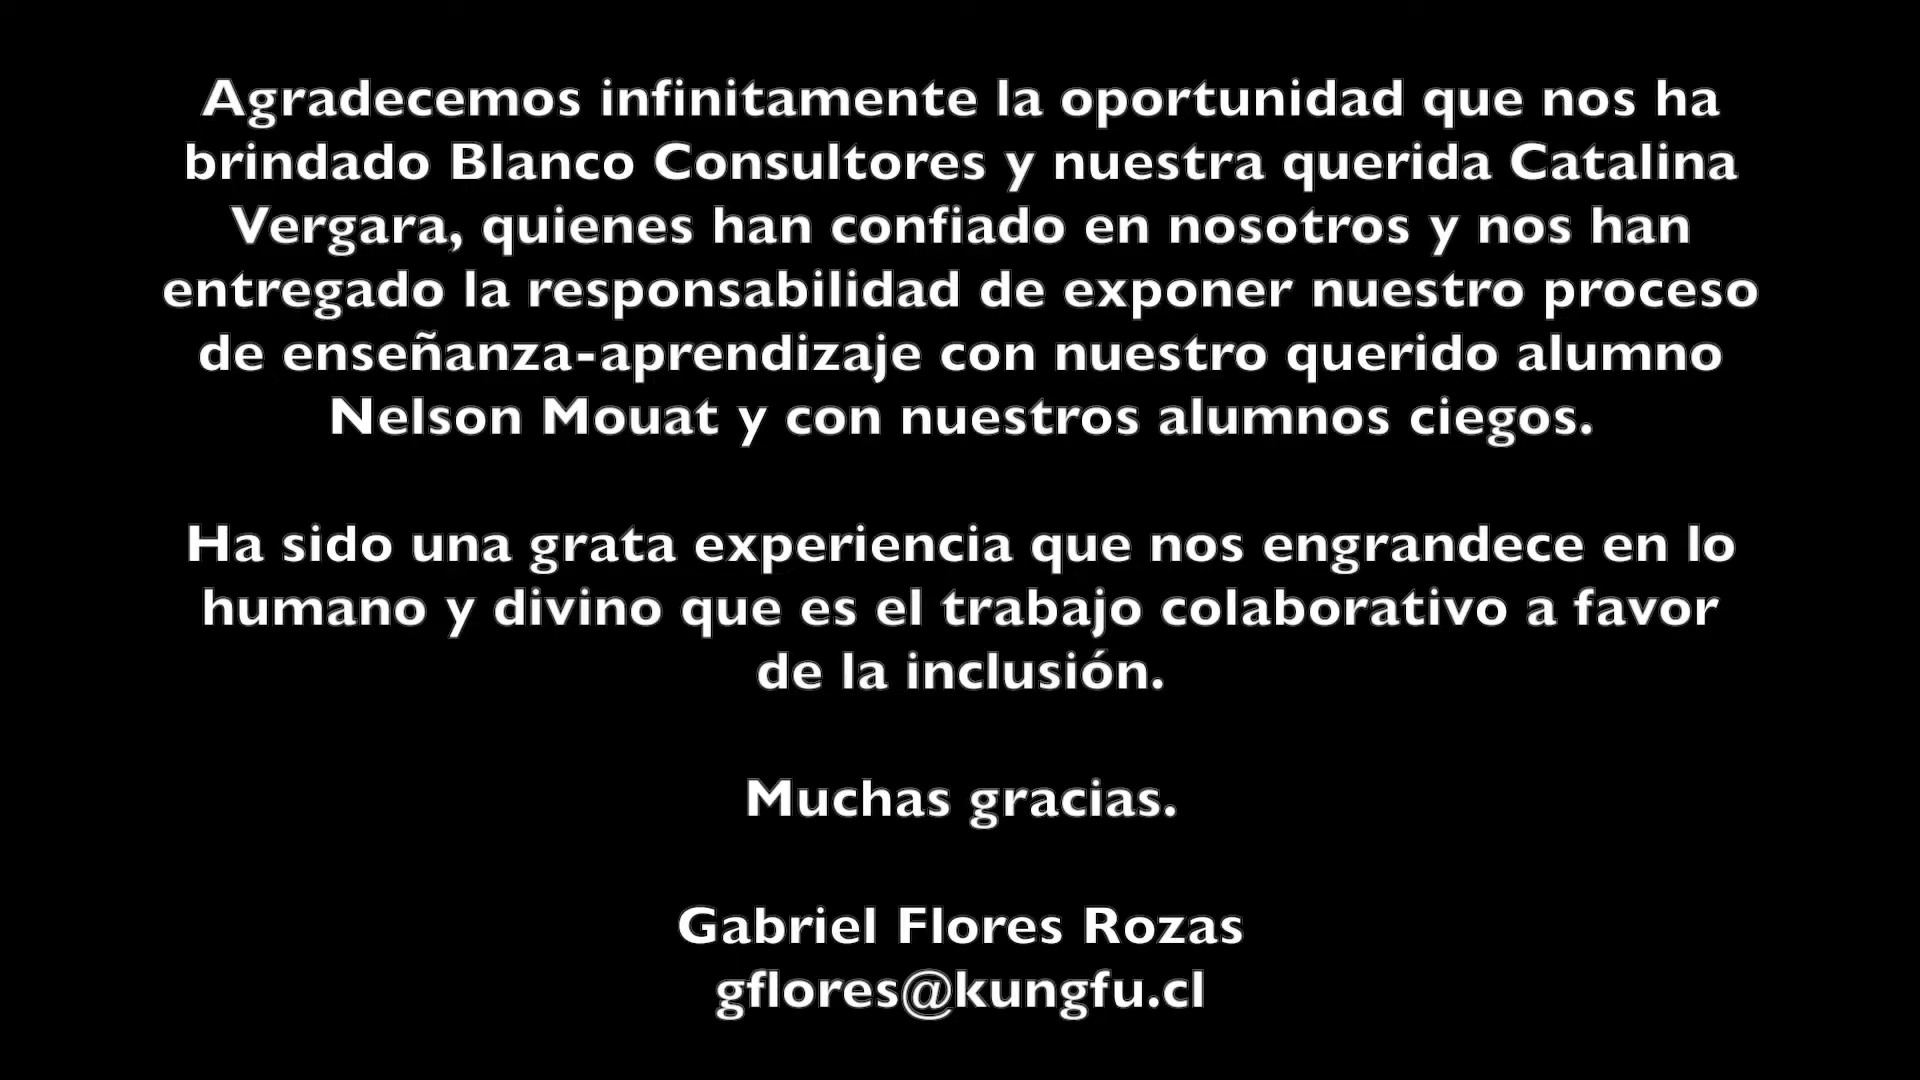 Agradecemos infinitamente la oportunidad que nos ha
brindado Blanco Consultores y nuestra querida Catalina
Vergara, quienes han confiado en nosotros y nos han
entregado la responsabilidad de exponer nuestro proceso
de enseñanza-aprendizaje con nuestro querido alumno
Nelson Mouat y con nuestros alumnos ciegos.
Ha sido una grata experiencia que nos engrandece en lo
humano y divino que es el trabajo colaborativo a favor
de la inclusión.
Muchas gracias.
Gabriel Flores Rozas
gflores@kungfu.cl